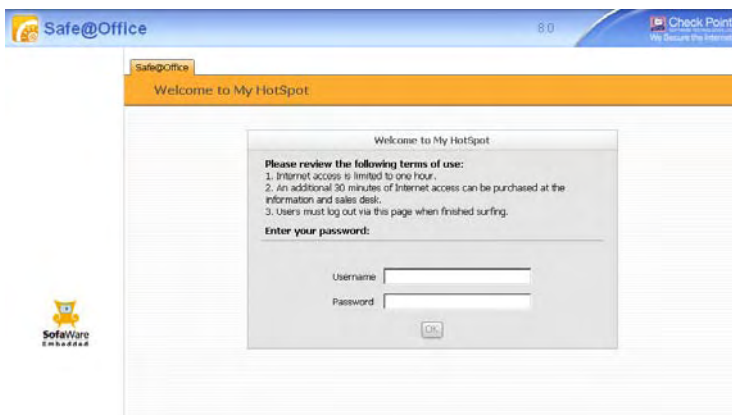 Safe@Office
8.0
Check Point
We Secure the Internet
Safe@Office
Welcome to My HotSpot
Welcome to My HotSpot
Please review the following terms of use:
1. Internet access is limited to one hour.
2. An additional 30 minutes of Internet access can be purchased at the
information and sales desk.
3. Users must log out via this page when finished surfing.
Enter your password:
Username
Password
OK
SofaWare
Embedded